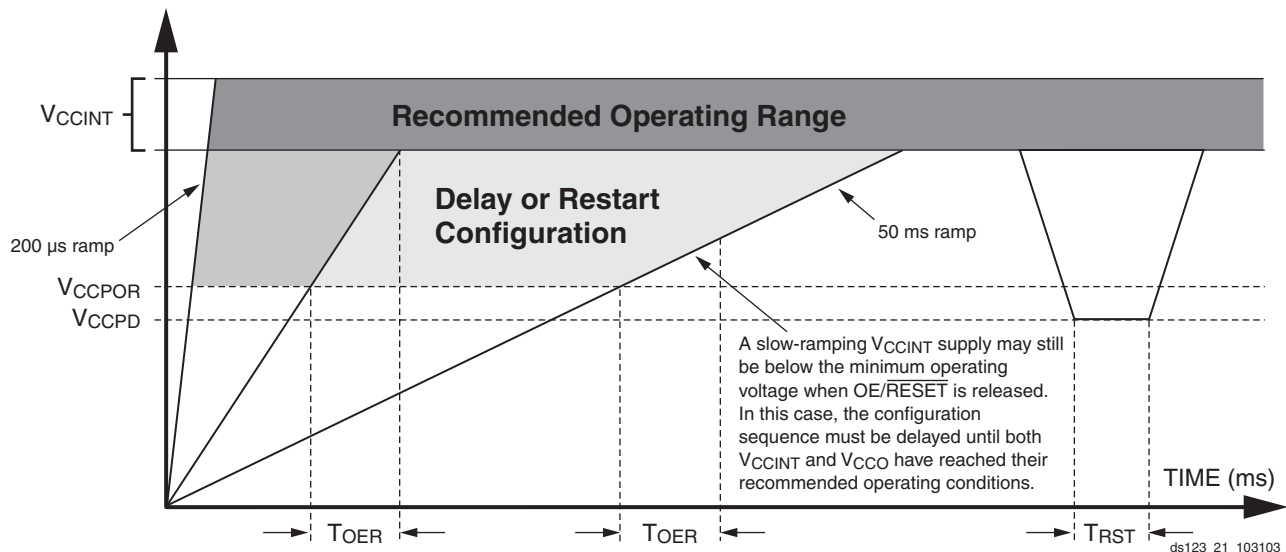 VCCINT
Recommended Operating Range
Delay or Restart
Configuration
200 µs ramp
50 ms ramp
VCCPOR
VCCPD
A slow-ramping VCCINT supply may still
be below the minimum operating
voltage when OE/RESET is released.
In this case, the configuration
sequence must be delayed until both
VCCINT and VCCO have reached their
recommended operating conditions.
TIME (ms)
TOER
TOER
TRST
ds123_21_103103